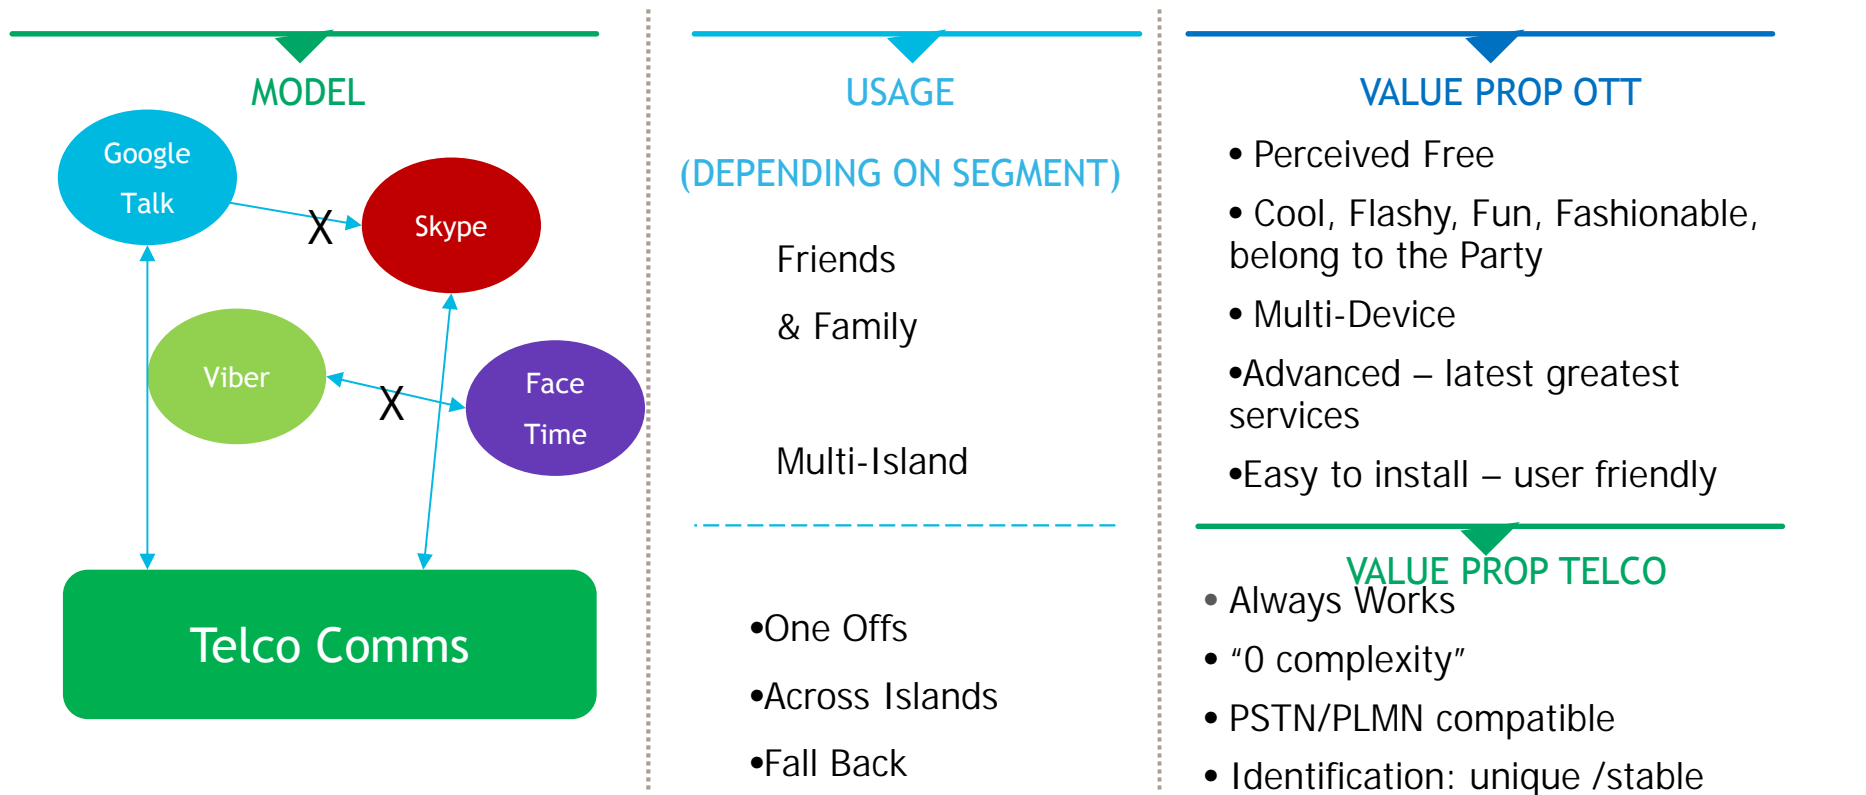 MODEL
Google
Talk
X
Skype
Viber
X
Face
Time
Telco Comms
USAGE
(DEPENDING ON SEGMENT)
Friends
& Family
Multi-Island
•One Offs
•Across Islands
•Fall Back
VALUE PROP OTT
• Perceived Free
• Cool, Flashy, Fun, Fashionable,
belong to the Party
• Multi-Device
•Advanced – latest greatest
services
•Easy to install – user friendly
VALUE PROP TELCO
• Always Works
• “0 complexity”
• PSTN/PLMN compatible
• Identification: unique /stable